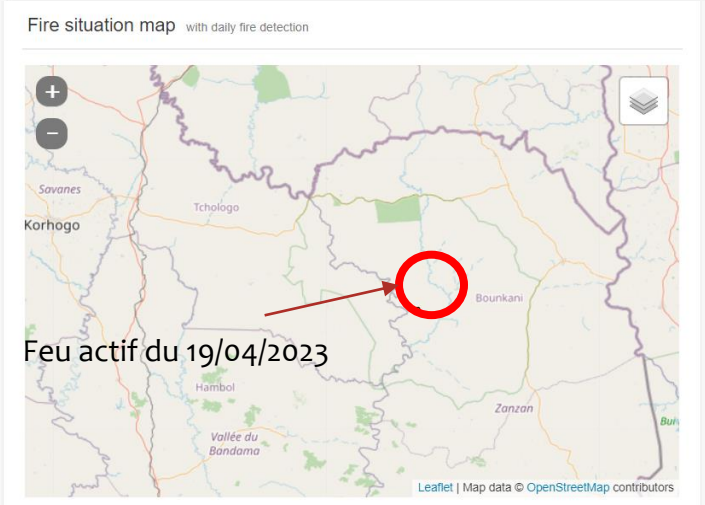 Fire situation map with daily fire detection
+
−
Savanes
Korhogo
Tchologo
Bounkani
Feu actif du 19/04/2023
Hambol
Zanzan
Vallée du
Bandama
Leaflet | Map data © OpenStreetMap contributors